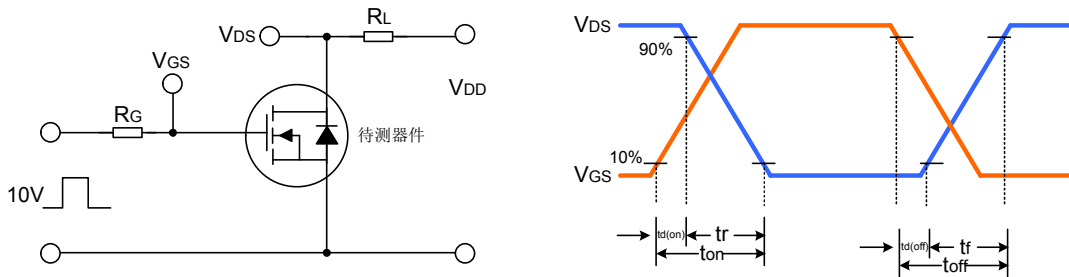 RL
VDS
VGS
VDD
RG
待测器件
10V
VDS
90%
10%
VGS
td(on)
tr
ton
td(off)
tf
toff